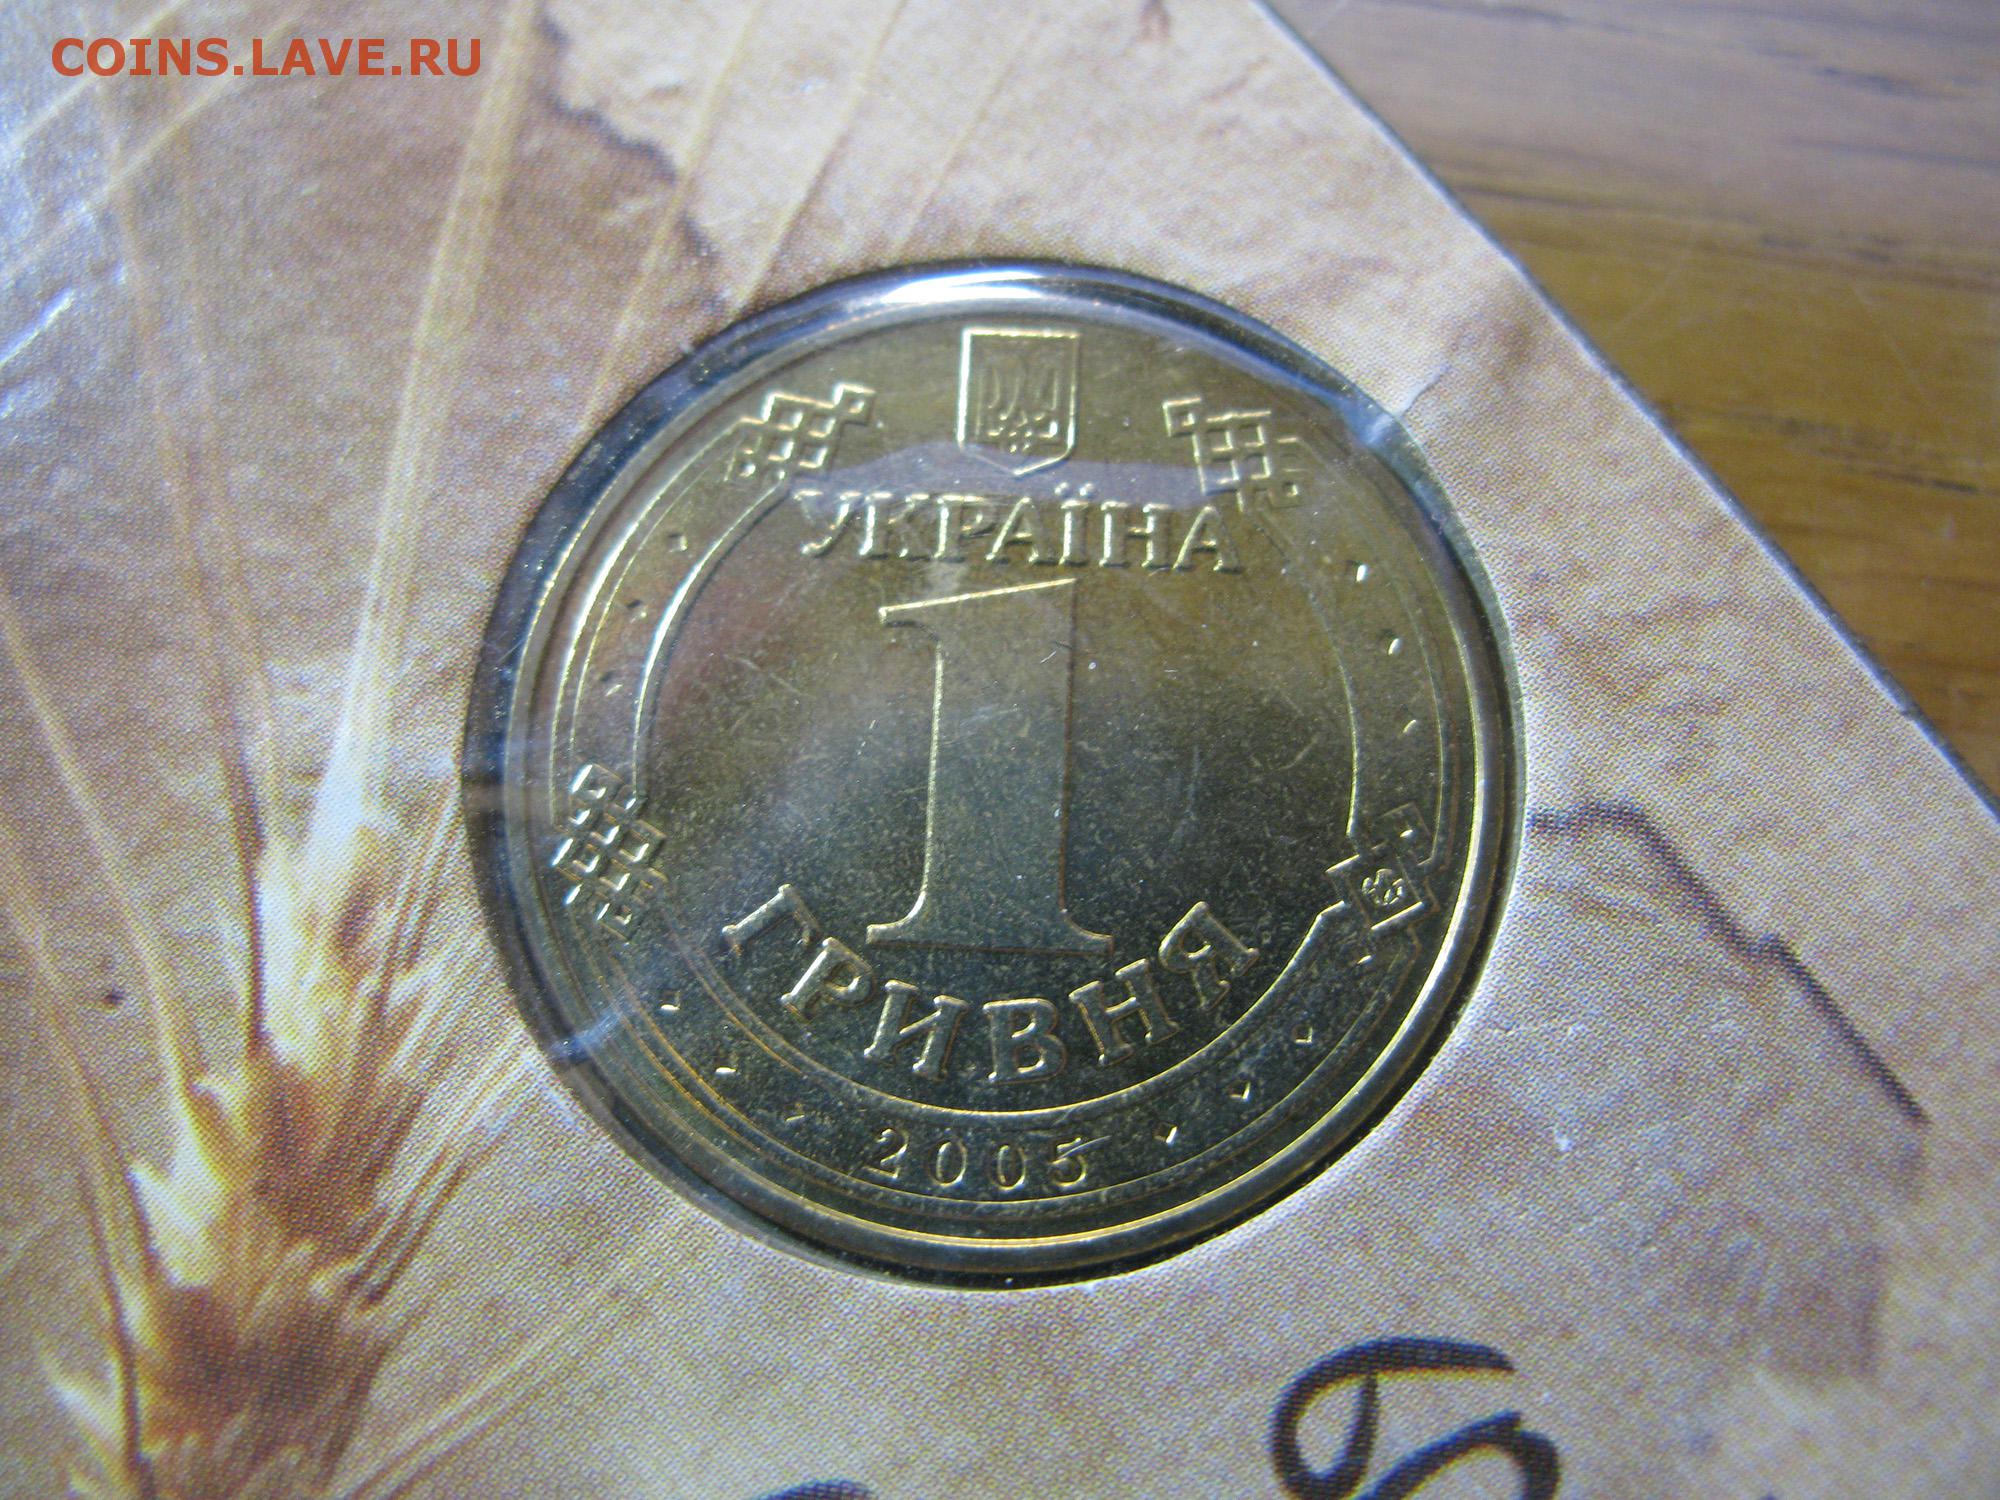 COINS.LAVE.RU
УКРАЇНА
1
ГРИВНЯ
2005